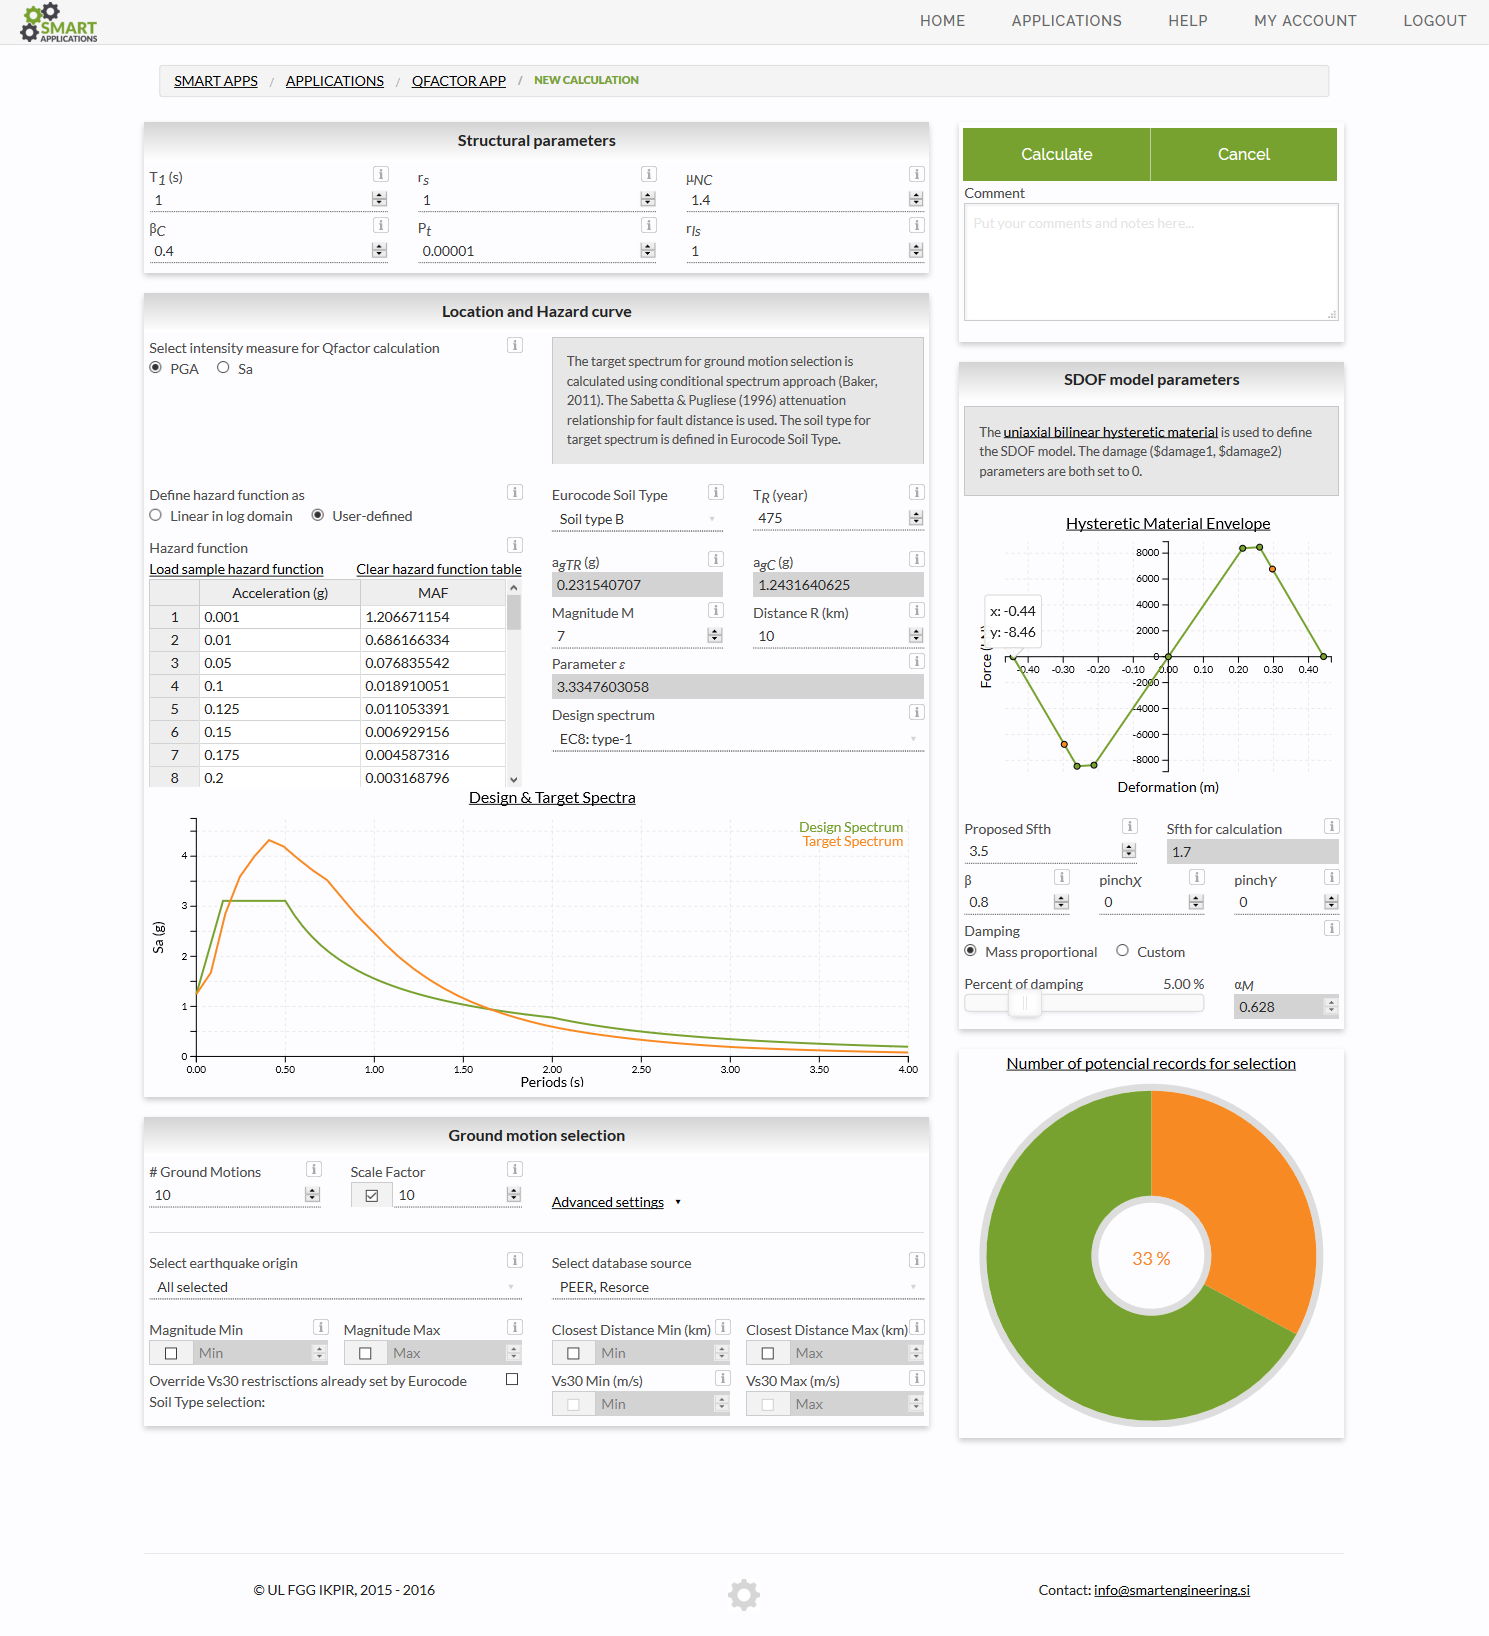 SMART
APPLICATIONS
HOME APPLICATIONS HELP MY ACCOUNT LOGOUT
SMART APPS / APPLICATIONS / QFACTOR APP / NEW CALCULATION
Structural parameters
T1 (s) i rs i μNC i
1 1 1.4
βC i Pt i rls i
0.4 0.00001 1
Location and Hazard curve
Select intensity measure for Qfactor calculation i
PGA Sa
The target spectrum for ground motion selection is
calculated using conditional spectrum approach (Baker,
2011). The Sabetta & Pugliese (1996) attenuation
relationship for fault distance is used. The soil type for
target spectrum is defined in Eurocode Soil Type.
Define hazard function as i
Linear in log domain User-defined
Hazard function i
Load sample hazard function Clear hazard function table
Acceleration (g) MAF
1 0.001 1.206671154
2 0.01 0.686166334
3 0.05 0.076835542
4 0.1 0.018910051
5 0.125 0.011053391
6 0.15 0.006929156
7 0.175 0.004587316
8 0.2 0.003168796
Eurocode Soil Type i TR (year) i
Soil type B 475
agTR (g) i agC (g) i
0.231540707 1.2431640625
Magnitude M i Distance R (km) i
7 10
Parameter ε i
3.3347603058
Design spectrum i
EC8: type-1
Design & Target Spectra
Design Spectrum
Target Spectrum
Sa (g)
4
3
2
1
0
0.00 0.50 1.00 1.50 2.00 2.50 3.00 3.50 4.00
Periods (s)
Ground motion selection
# Ground Motions i Scale Factor i
10 10 Advanced settings
Select earthquake origin i Select database source i
All selected PEER, Resorce
Magnitude Min i Magnitude Max i Closest Distance Min (km) i Closest Distance Max (km) i
Min Max Min Max
Override Vs30 restrisctions already set by Eurocode
Soil Type selection:
Vs30 Min (m/s) i Vs30 Max (m/s) i
Min Max
Calculate Cancel
Comment
Put your comments and notes here...
SDOF model parameters
The uniaxial bilinear hysteretic material is used to define
the SDOF model. The damage ($damage1, $damage2)
parameters are both set to 0.
Hysteretic Material Envelope
8000
6000
4000
2000
0
-2000
-4000
-6000
-8000
x: -0.44
y: -8.46
Force (
-0.40 -0.30 -0.20 -0.10 0.00 0.10 0.20 0.30 0.40
Deformation (m)
Proposed Sfth i Sfth for calculation i
3.5 1.7
β i pinchX i pinchY i
0.8 0 0
Damping i
Mass proportional Custom
Percent of damping 5.00 % αM
0.628
Number of potencial records for selection
33 %
© UL FGG IKPIR, 2015 - 2016
Contact: info@smartengineering.si